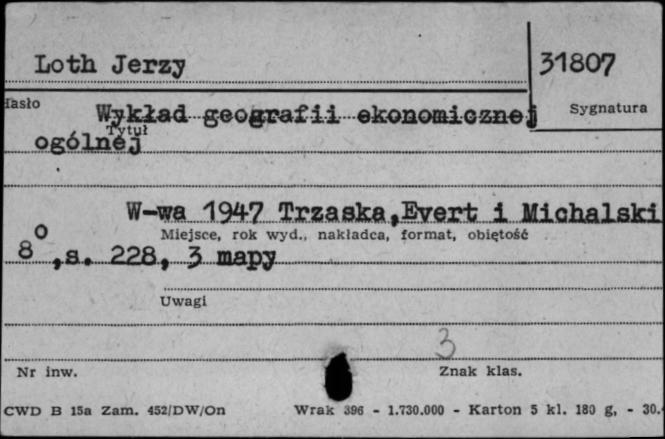 Loth Jerzy
31807
Hasło
Sygnatura
Wykład geografii ekonomicznej
Tytuł
ogólnej
W-wa 1947 Trzaska,Evert i Michalski
Miejsce, rok wyd., nakładca, format, objętość
8°,s. 228, 3 mapy
Uwagi
3
Nr inw.
Znak klas.
CWD B 15a Zam. 452/DW/On
Wrak 396 - 1.730.000 - Karton 5 kl. 180 g, - 30.